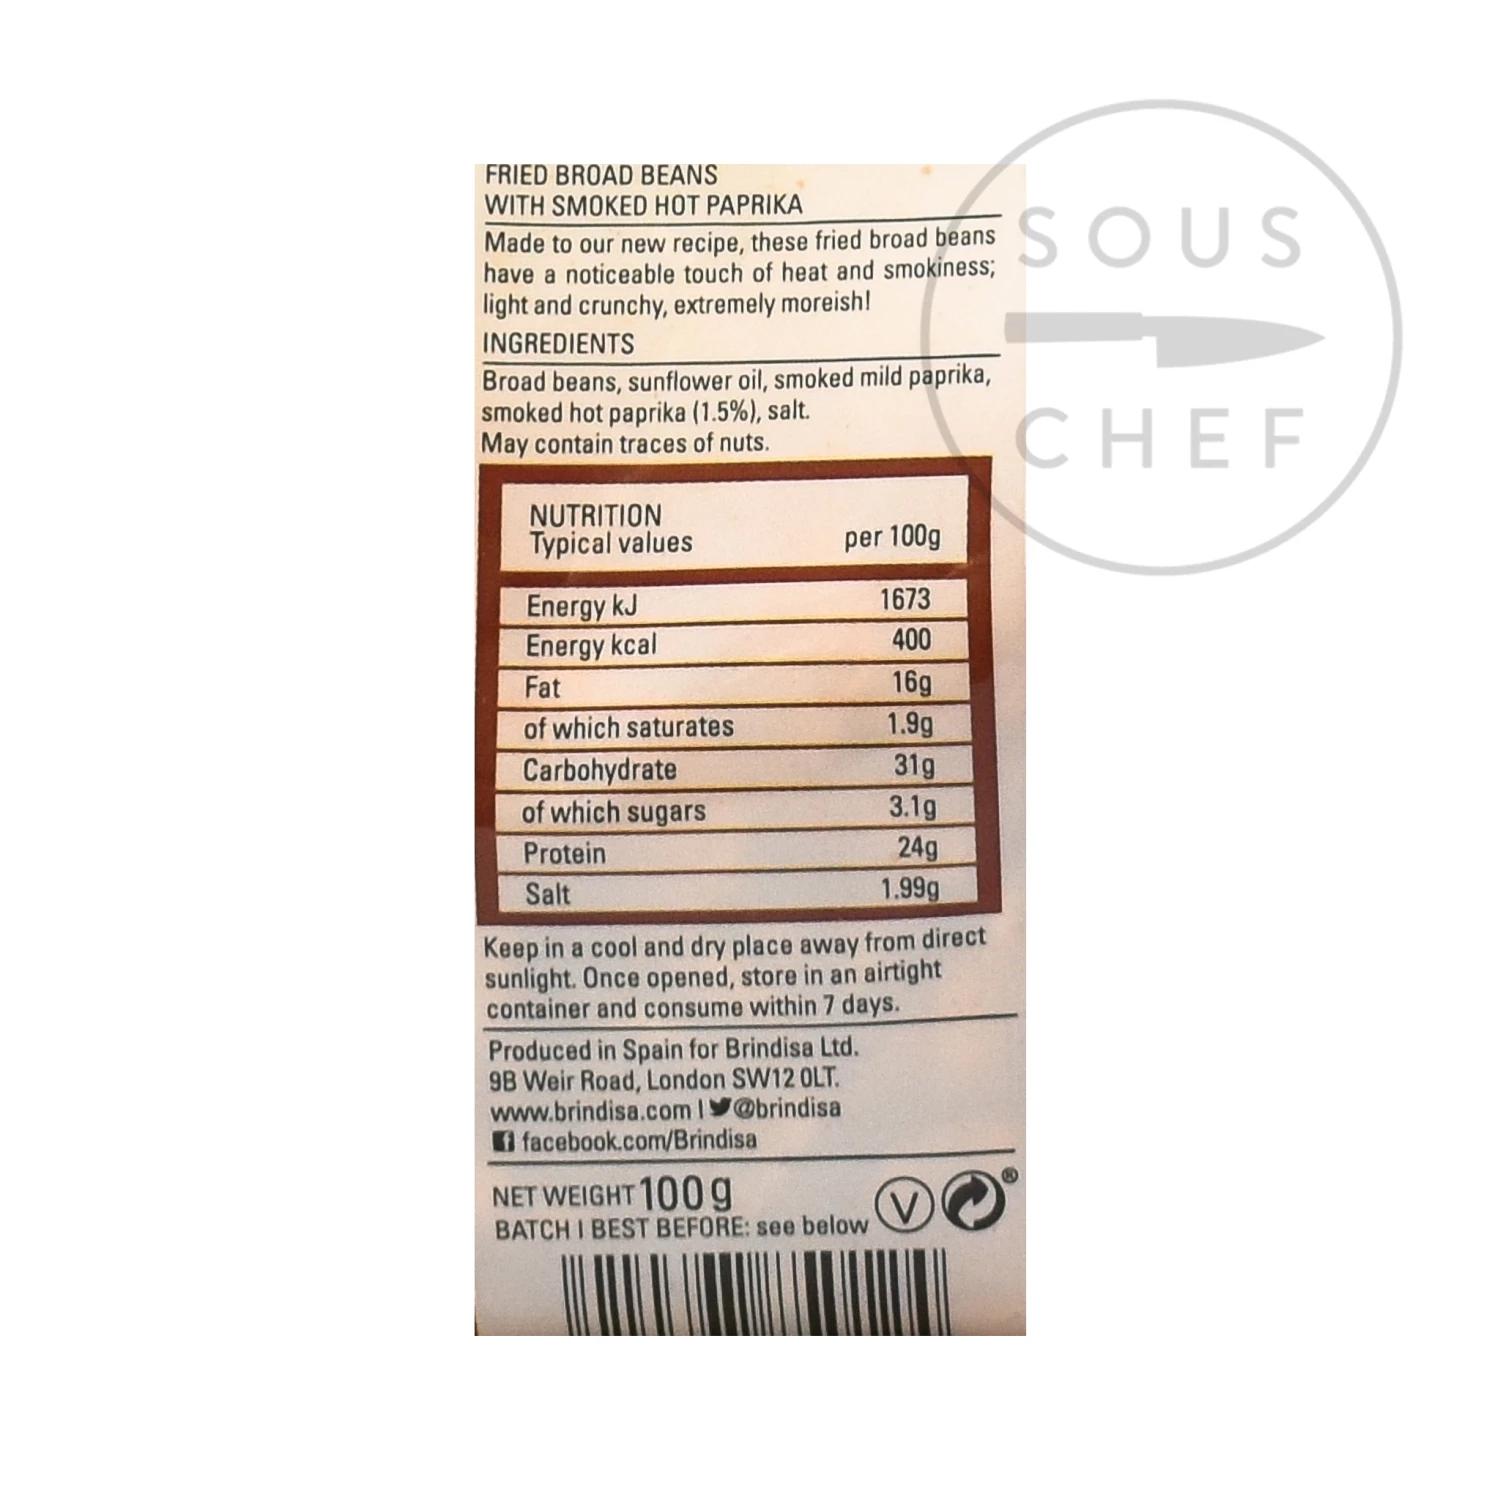 FRIED BROAD BEANS
WITH SMOKED HOT PAPRIKA
Made to our new recipe, these fried broad beans
have a noticeable touch of heat and smokiness;
light and crunchy, extremely moreish!
INGREDIENTS
Broad beans, sunflower oil, smoked mild paprika,
smoked hot paprika (1.5%), salt.
May contain traces of nuts.
NUTRITION
Typical values per 100g
Energy kJ 1673
Energy kcal 400
Fat 16g
of which saturates 1.9g
Carbohydrate 31g
of which sugars 3.1g
Protein 24g
Salt 1.99g
Keep in a cool and dry place away from direct
sunlight. Once opened, store in an airtight
container and consume within 7 days.
Produced in Spain for Brindisa Ltd.
9B Weir Road, London SW12 0LT.
www.brindisa.com | @brindisa
facebook.com/Brindisa
NET WEIGHT 100g
BATCH | BEST BEFORE: see below
V
®
SOUS
CHEF